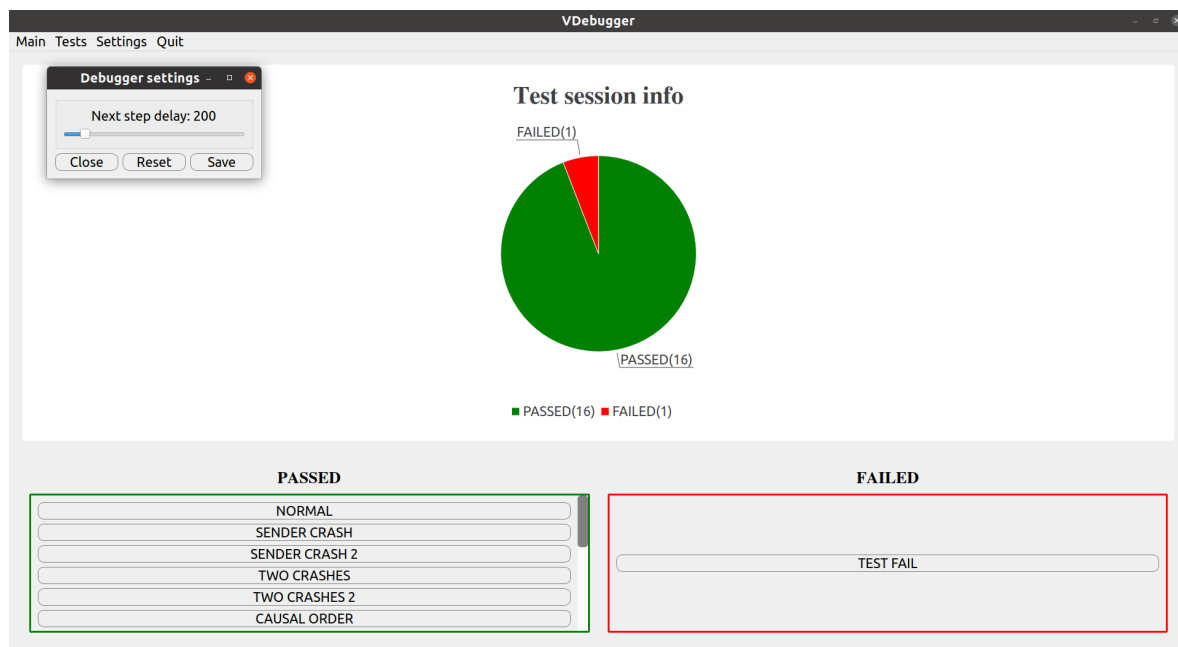 VDebugger
Main Tests Settings Quit
Debugger settings
Next step delay: 200
Close Reset Save
Test session info
FAILED(1)
PASSED(16)
PASSED(16) FAILED(1)
PASSED
NORMAL
SENDER CRASH
SENDER CRASH 2
TWO CRASHES
TWO CRASHES 2
CAUSAL ORDER
FAILED
TEST FAIL